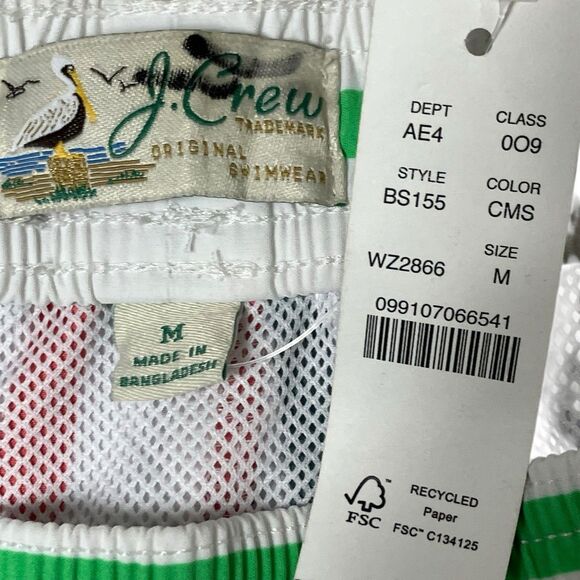 J. Crew
TRADEMARK
ORIGINAL
SWIMWEAR
M
MADE IN
BANGLADESH
DEPT CLASS
AE4 0O9
STYLE COLOR
BS155 CMS
WZ2866
SIZE
M
099107066541
FSC
RECYCLED
Paper
FSC™ C134125